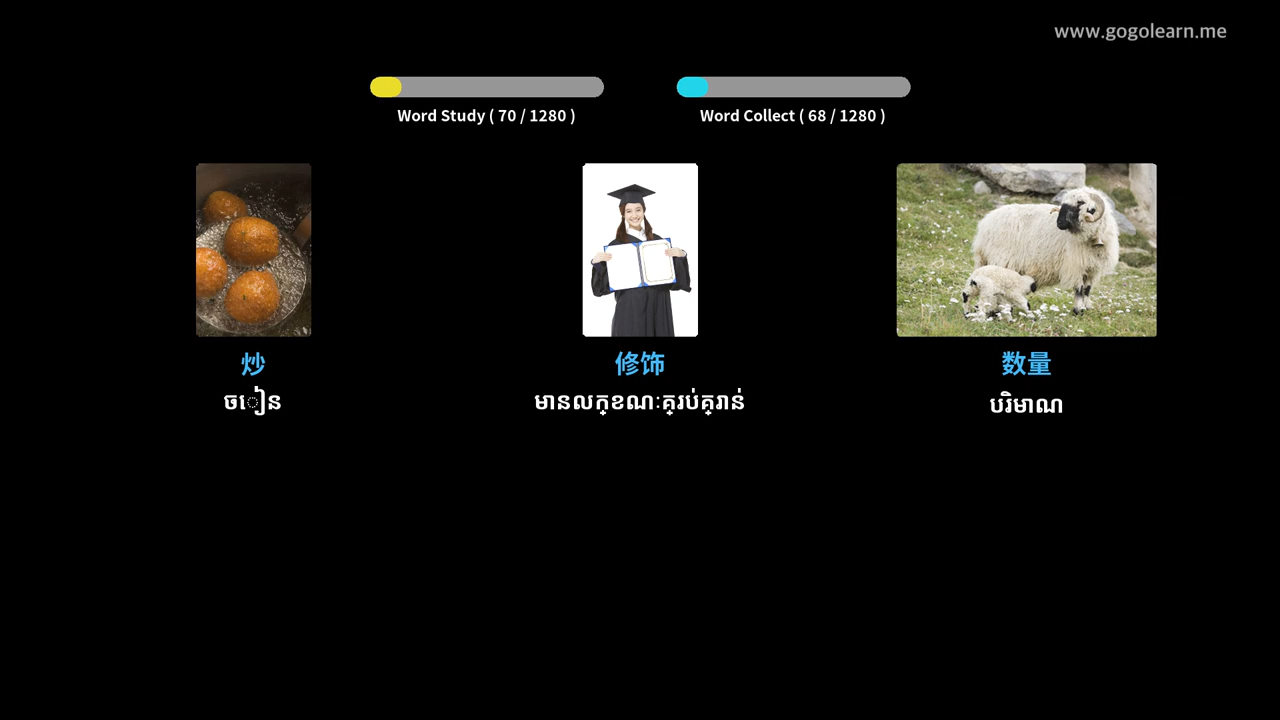 www.gogolearn.me
Word Study ( 70 / 1280 )
Word Collect ( 68 / 1280 )
炒
修饰
数量
ចៀន
មានលក្ខណៈគ្រប់គ្រាន់
បរិមាណ